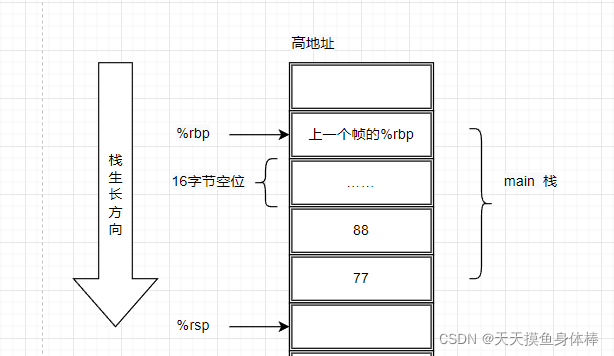 高地址
%rbp
上一个帧的%rbp
栈生长方向
16字节空位
……
main 栈
88
77
%rsp
CSDN @天天摸鱼身体棒